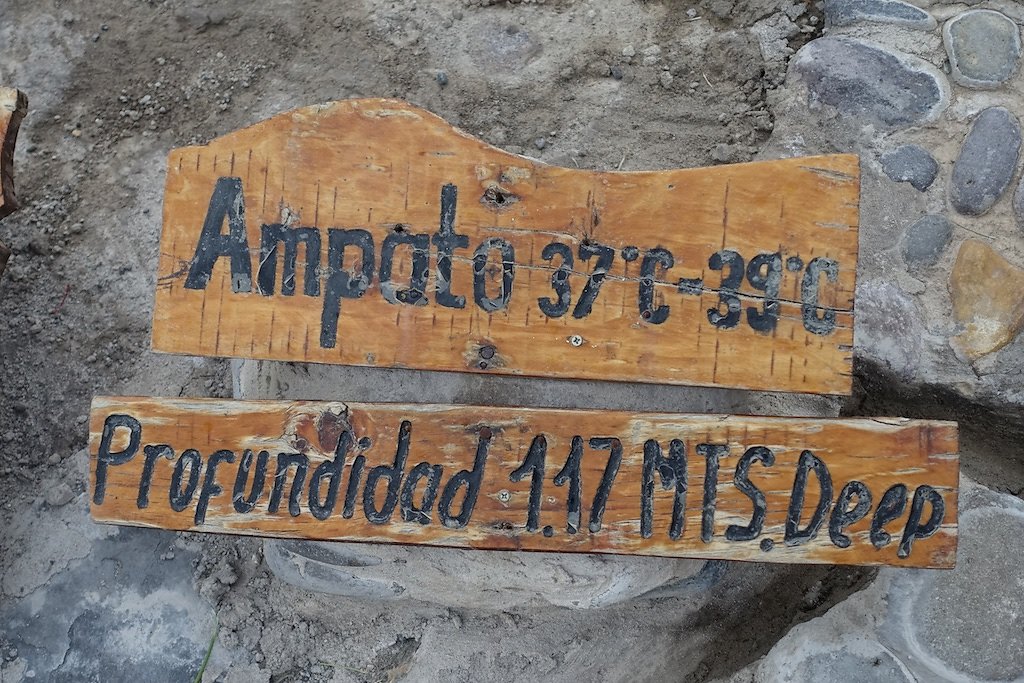 Ampato 37°C-39°C
Profundidad 1.17 MTS. Deep